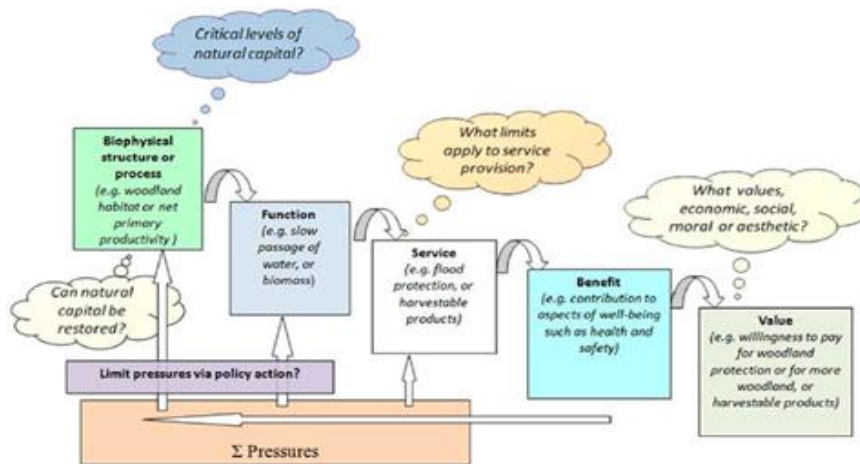 Critical levels of
natural capital?
Biophysical
structure or
process
(e.g. woodland
habitat or net
primary
productivity )
What limits
apply to service
provision?
Function
(e.g. slow
passage of
water, or
biomass)
What values,
economic, social,
moral or aesthetic?
Service
(e.g. flood
protection, or
harvestable
products)
Benefit
(e.g. contribution to
aspects of well-being
such as health and
safety)
Can natural
capital be
restored?
Value
(e.g. willingness to pay
for woodland
protection or for more
woodland, or
harvestable products)
Limit pressures via policy action?
Σ Pressures